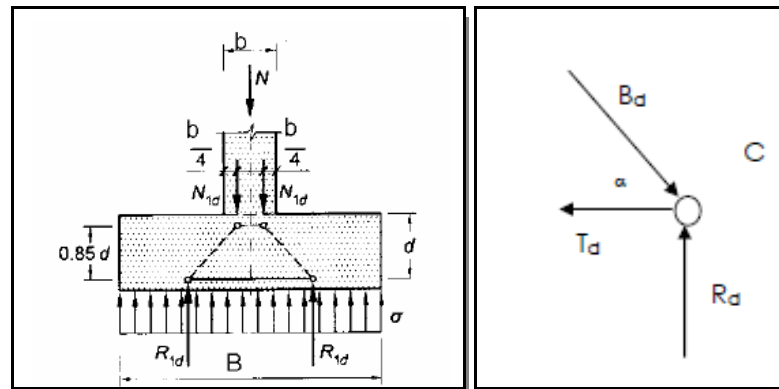 b
N
b b
4 4
N1d N1d
0.85 d d
σ
R1d B R1d
Bd
C
α
Td
Rd